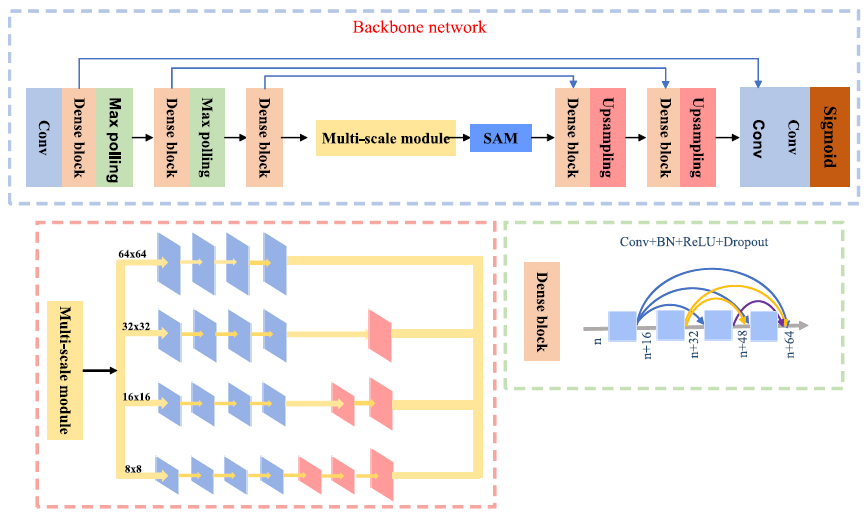 Backbone network
Conv
Dense block
Max polling
Dense block
Max polling
Dense block
Multi-scale module
SAM
Dense block
Upsampling
Dense block
Upsampling
Conv
Conv
Sigmoid
Multi-scale module
64x64
32x32
16x16
8x8
Conv+BN+ReLU+Dropout
Dense block
n
n+16
n+32
n+48
n+64